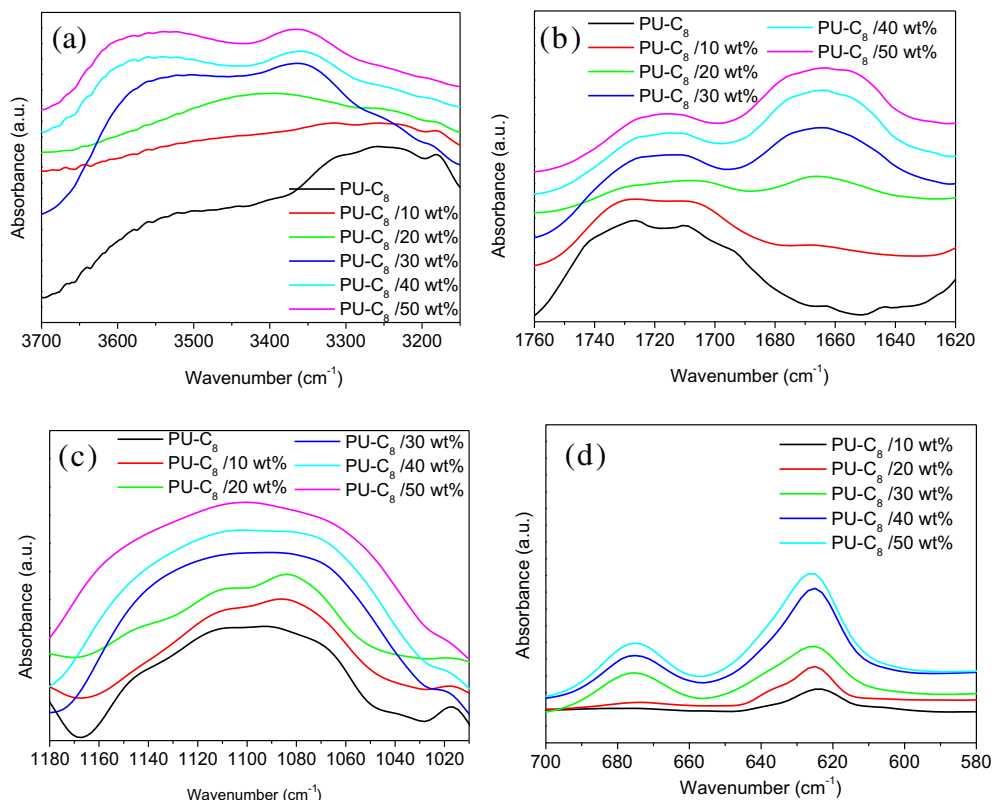 (a)
Absorbance (a.u.)
PU-C₈
PU-C₈ /10 wt%
PU-C₈ /20 wt%
PU-C₈ /30 wt%
PU-C₈ /40 wt%
PU-C₈ /50 wt%
3700 3600 3500 3400 3300 3200
Wavenumber (cm⁻¹)
(b)
Absorbance (a.u.)
PU-C₈
PU-C₈ /10 wt%
PU-C₈ /20 wt%
PU-C₈ /30 wt%
PU-C₈ /40 wt%
PU-C₈ /50 wt%
1760 1740 1720 1700 1680 1660 1640 1620
Wavenumber (cm⁻¹)
(c)
Absorbance (a.u.)
PU-C₈
PU-C₈ /10 wt%
PU-C₈ /20 wt%
PU-C₈ /30 wt%
PU-C₈ /40 wt%
PU-C₈ /50 wt%
1180 1160 1140 1120 1100 1080 1060 1040 1020
Wavenumber (cm⁻¹)
(d)
Absorbance (a.u.)
PU-C₈ /10 wt%
PU-C₈ /20 wt%
PU-C₈ /30 wt%
PU-C₈ /40 wt%
PU-C₈ /50 wt%
700 680 660 640 620 600 580
Wavenumber (cm⁻¹)